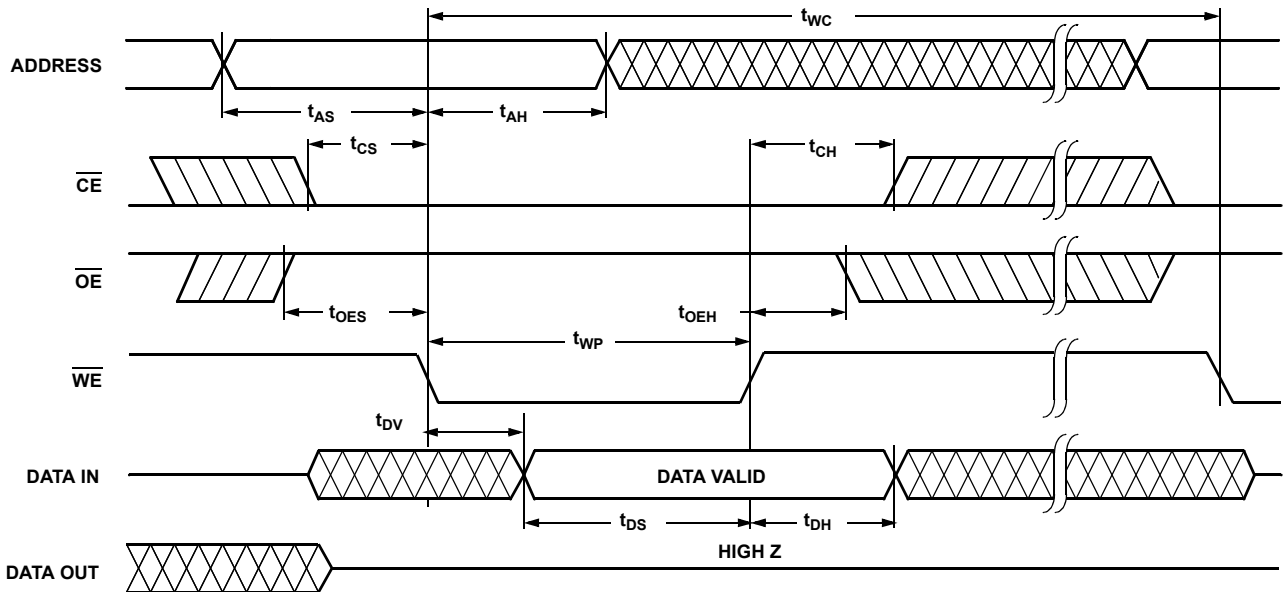 tWC
ADDRESS
tAS
tAH
tCS
tCH
CE
OE
tOES
tOEH
tWP
WE
tDV
DATA IN
DATA VALID
tDS
tDH
HIGH Z
DATA OUT